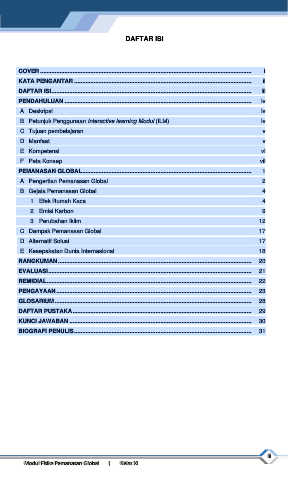 DAFTAR ISI
COVER ........ i
KATA PENGANTAR ........ ii
DAFTAR ISI ........ iii
PENDAHULUAN ........ iv
A Deskripsi iv
B Petunjuk Penggunaan Interactive learning Modul (ILM) iv
C Tujuan pembelajaran v
D Manfaat v
E Kompetensi vi
F Peta Konsep vii
PEMANASAN GLOBAL ........ 1
A Pengertian Pemanasan Global 2
B Gejala Pemanasan Global 4
1 Efek Rumah Kaca 4
2 Emisi Karbon 9
3 Perubahan Iklim 12
C Dampak Pemanasan Global 17
D Alternatif Solusi 17
E Kesepakatan Dunia Internasional 18
RANGKUMAN ........ 20
EVALUASI ........ 21
REMIDIAL ........ 22
PENGAYAAN ........ 23
GLOSARIUM ........ 28
DAFTAR PUSTAKA ........ 29
KUNCI JAWABAN ........ 30
BIOGRAFI PENULIS ........ 31
Modul Fisika Pemanasan Global | Kelas XI